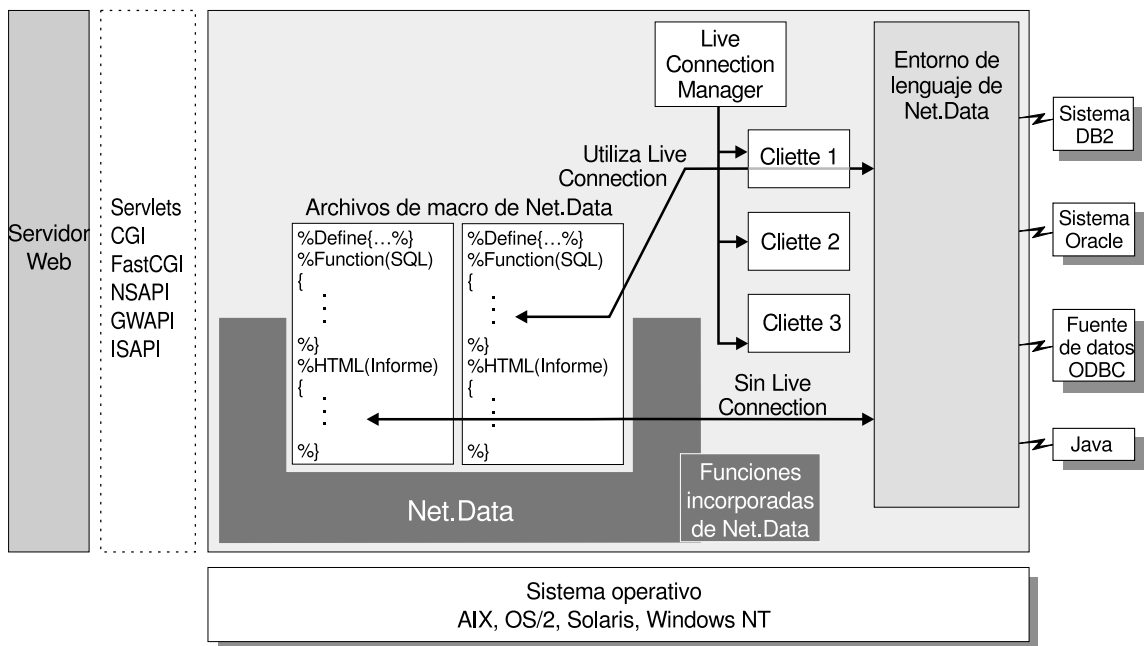 Servidor
Web
Servlets
CGI
FastCGI
NSAPI
GWAPI
ISAPI
Live
Connection
Manager
Utiliza Live
Connection
Cliette 1
Cliette 2
Cliette 3
Archivos de macro de Net.Data
%Define{...%}
%Function(SQL)
{
.
.
.
%}
%HTML(Informe)
{
.
.
.
%}
%Define{...%}
%Function(SQL)
{
.
.
.
%}
%HTML(Informe)
{
.
.
.
%}
Sin Live
Connection
Net.Data
Funciones
incorporadas
de Net.Data
Entorno de
lenguaje de
Net.Data
Sistema
DB2
Sistema
Oracle
Fuente
de datos
ODBC
Java
Sistema operativo
AIX, OS/2, Solaris, Windows NT